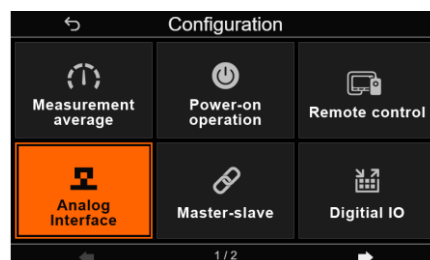 Configuration
Measurement
average
Power-on
operation
Remote control
Analog
Interface
Master-slave
Digitial IO
1/2